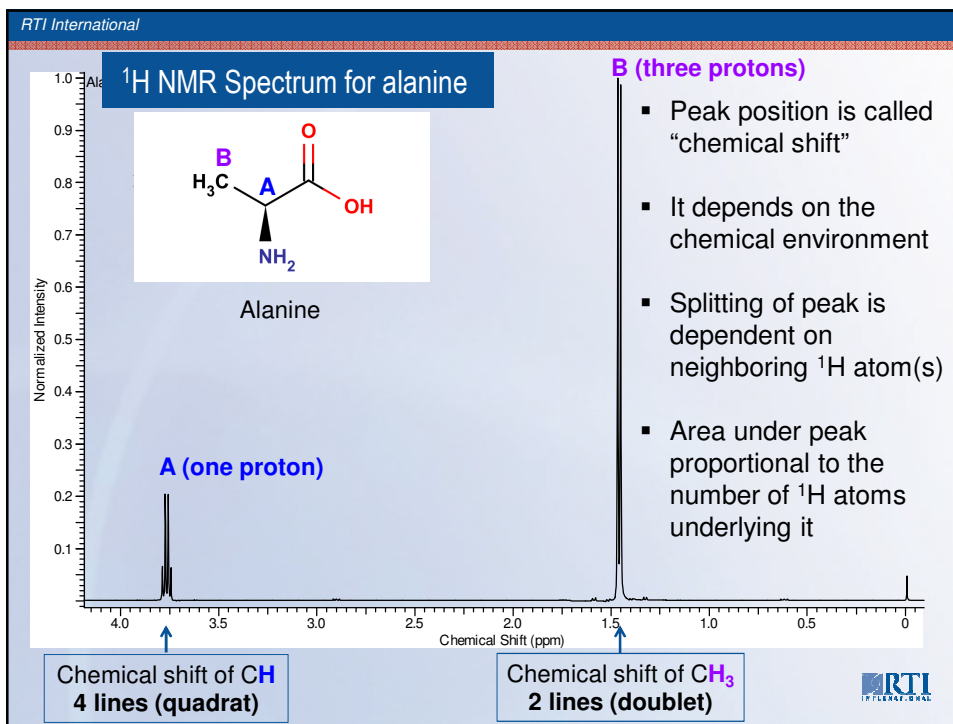 RTI International
¹H NMR Spectrum for alanine
B (three protons)
1.0
0.9
0.8
0.7
0.6
0.5
0.4
0.3
0.2
0.1
Normalized Intensity
O
B
H₃C
A
OH
NH₂
Alanine
▪ Peak position is called
“chemical shift”
▪ It depends on the
chemical environment
▪ Splitting of peak is
dependent on
neighboring ¹H atom(s)
▪ Area under peak
proportional to the
number of ¹H atoms
underlying it
A (one proton)
4.0 3.5 3.0 2.5 2.0 1.5 1.0 0.5 0
Chemical Shift (ppm)
Chemical shift of CH
4 lines (quadrat)
Chemical shift of CH₃
2 lines (doublet)
RTI
INTERNATIONAL